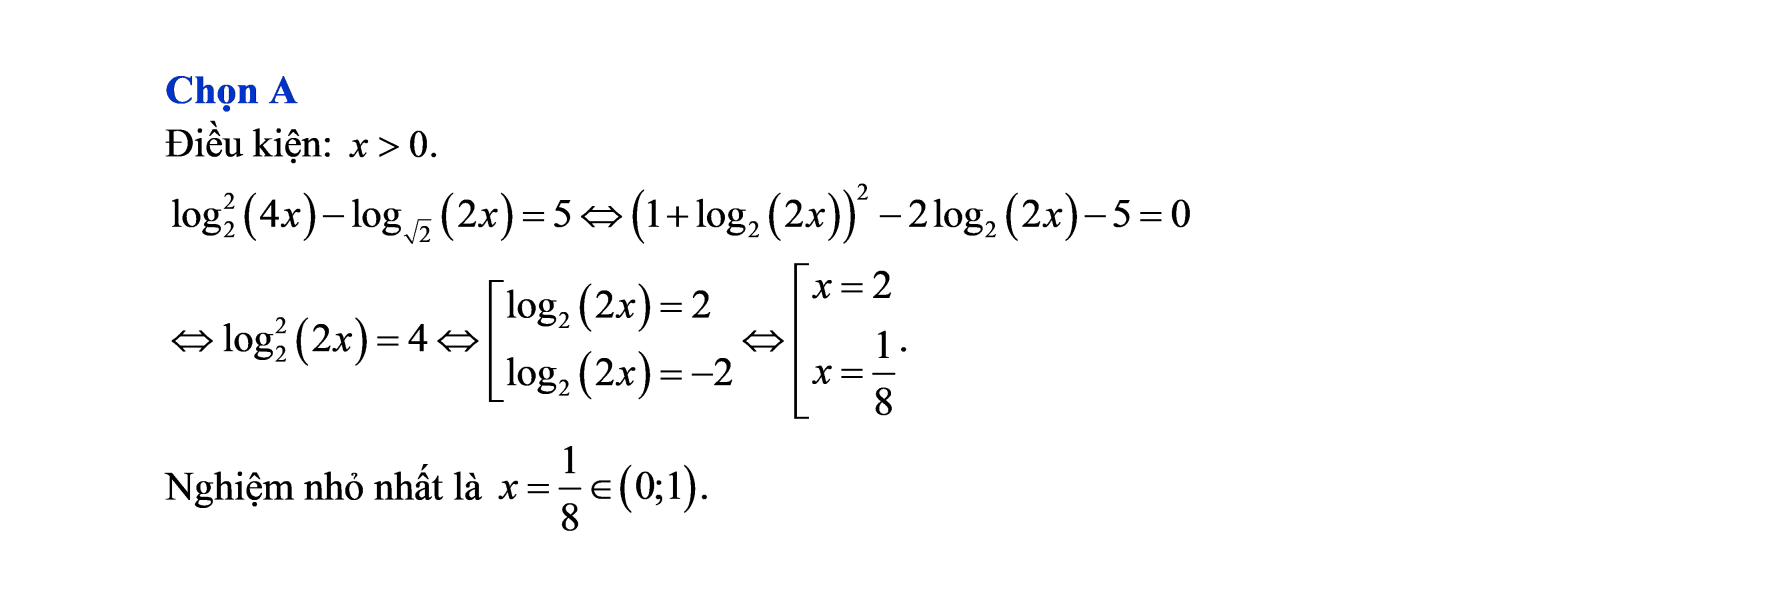 Chọn A
Điều kiện: x > 0.
log₂²(4x) − log_√2(2x) = 5 ⇔ (1 + log₂(2x))² − 2log₂(2x) − 5 = 0
⇔ log₂²(2x) = 4 ⇔ [log₂(2x) = 2; log₂(2x) = −2 ⇔ [x = 2; x = 1/8.
Nghiệm nhỏ nhất là x = 1/8 ∈ (0;1).